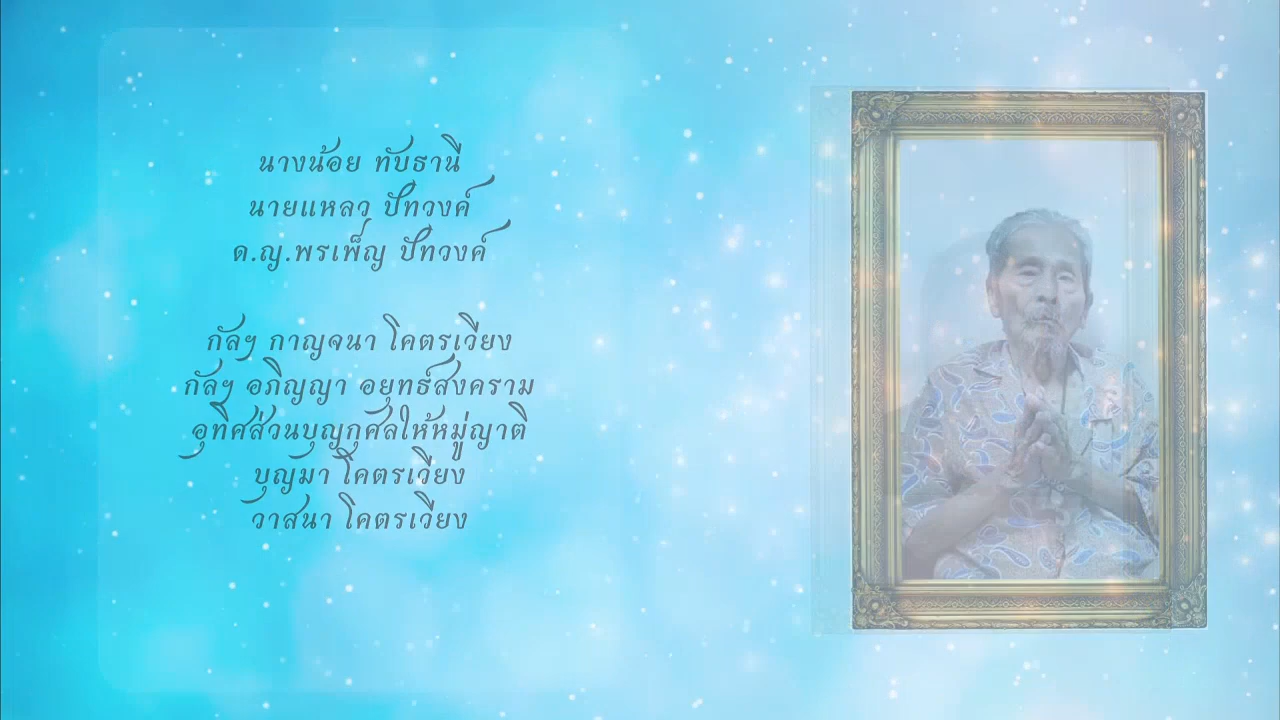 นางน้อย ทับธานี
นายแหลว ปัทวงค์
ด.ญ.พรเพ็ญ ปัทวงค์
กัลฯ กาญจนา โคตรเวียง
กัลฯ อภิญญา อยุทธ์สงคราม
อุทิศส่วนบุญกุศลให้หมู่ญาติ
บุญมา โคตรเวียง
วาสนา โคตรเวียง